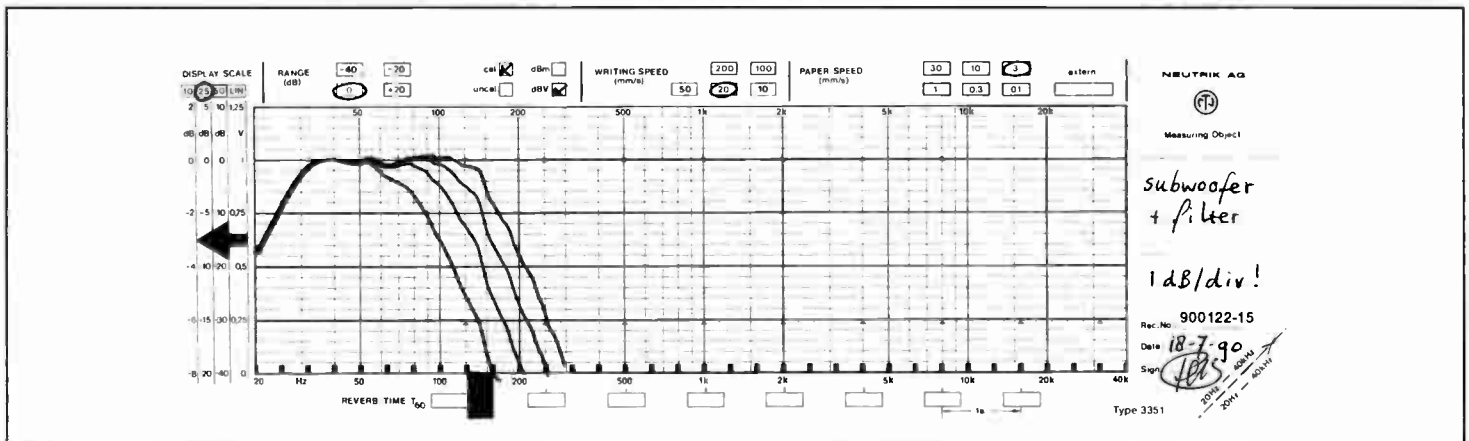 DISPLAY SCALE RANGE (dB) -40 -20 0 +20 cal dBm uncal dBV WRITING SPEED (mm/s) 200 100 50 20 10 PAPER SPEED (mm/s) 30 10 3 1 0.3 0.1 extern
10 25 50 LIN
2 5 10 1,25 50 100 200 500 1k 2k 5k 10k 20k
dB dB dB V
0 0 0 1
-2 -5 10 0,75
-4 10 -20 0,5
-6 -15 -30 0,25
-8 20 -40 0
20 Hz 50 100 200 500 1k 2k 5k 10k 20k 40k
REVERB TIME T60 1s Type 3351
NEUTRIK AG
Measuring Object
subwoofer
+ filter
1 dB/div!
Rec. No. 900122-15
Date 18-7-90
Sign.
20Hz - 40kHz
20Hz - 40kHz